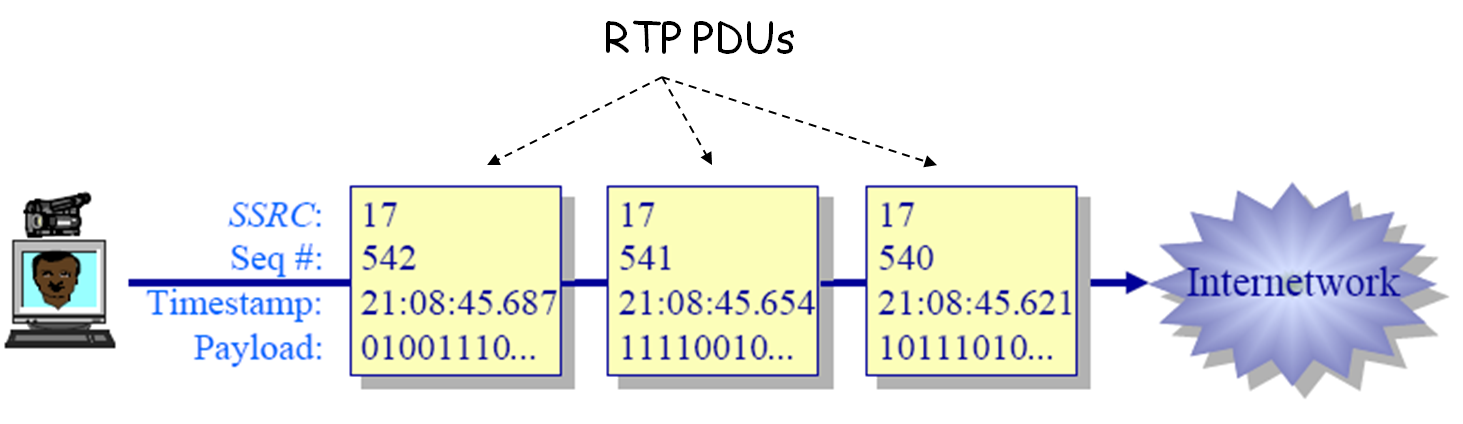 RTP PDUs
SSRC: 17 17 17
Seq #: 542 541 540
Timestamp: 21:08:45.687 21:08:45.654 21:08:45.621
Payload: 01001110... 11110010... 10111010...
Internetwork